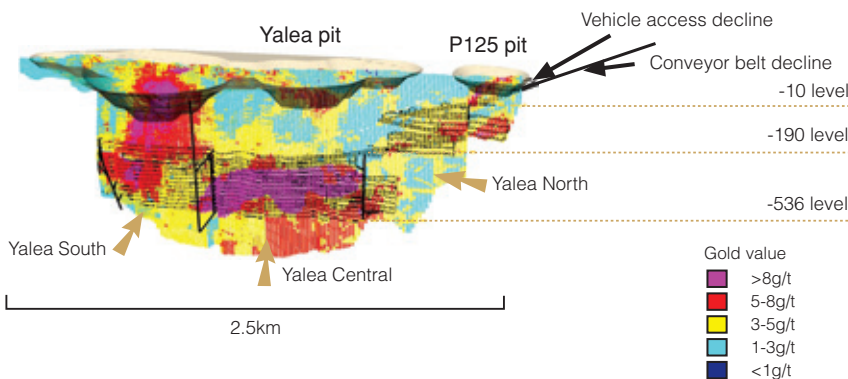 Yalea pit
P125 pit
Vehicle access decline
Conveyor belt decline
-10 level
-190 level
-536 level
Yalea North
Yalea South
Yalea Central
2.5km
Gold value
>8g/t
5-8g/t
3-5g/t
1-3g/t
<1g/t